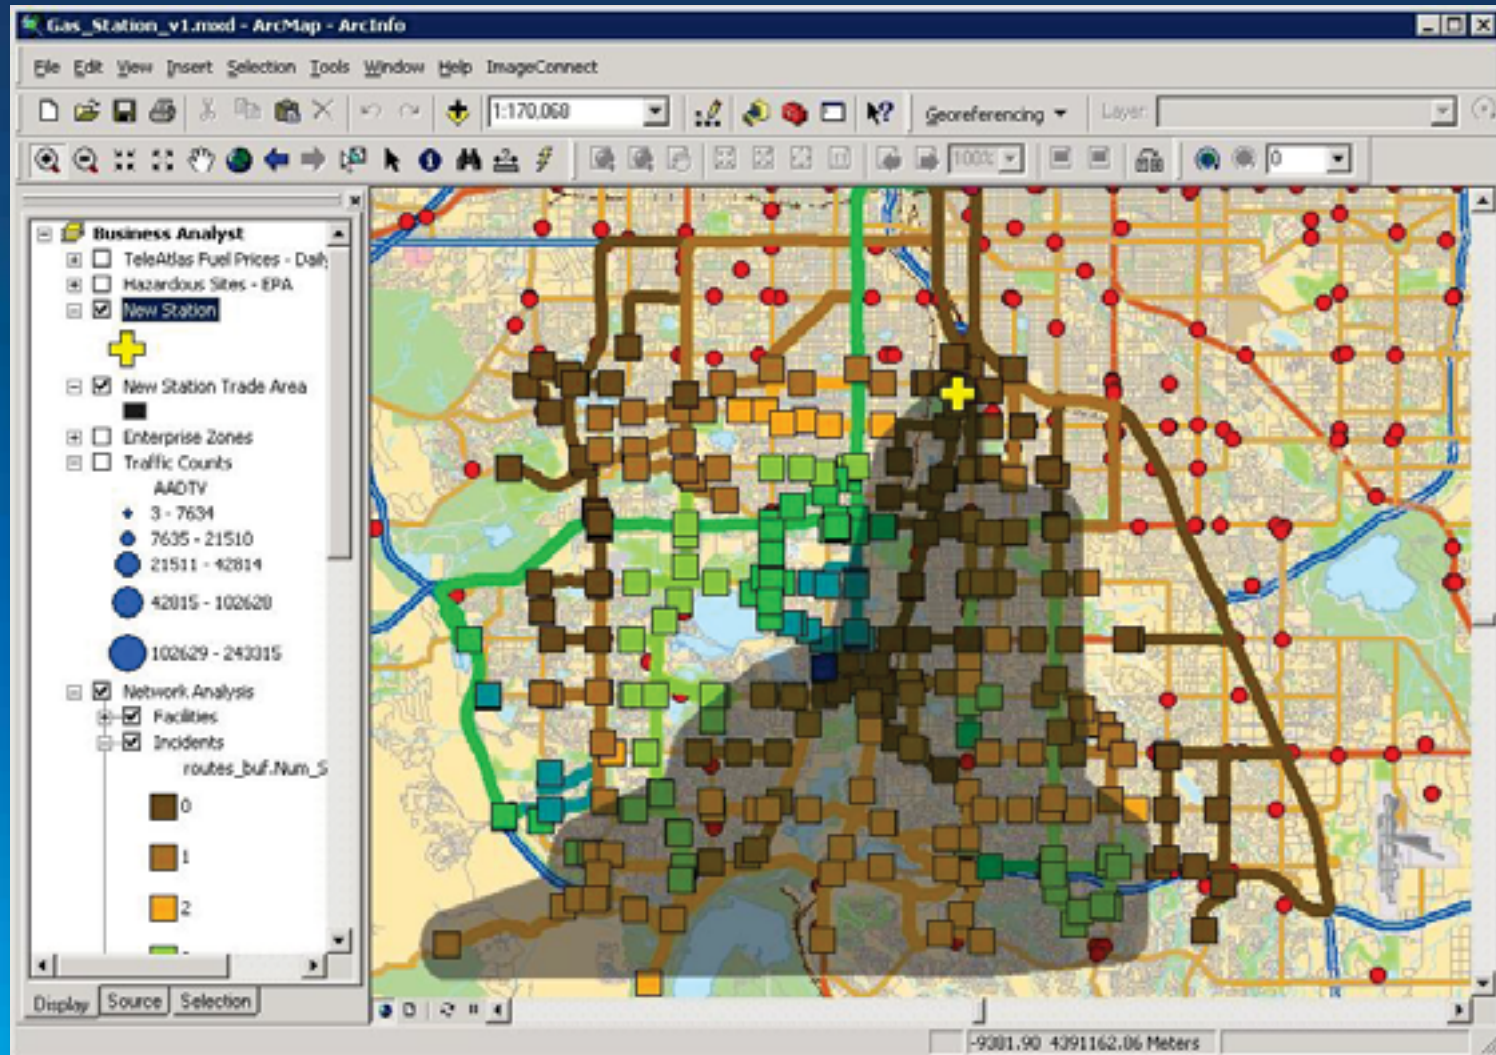 Gas_Station_v1.mxd - ArcMap - ArcInfo
File Edit View Insert Selection Tools Window Help ImageConnect
1:170,068
Georeferencing
Layer:
100%
0
Business Analyst
TeleAtlas Fuel Prices - Daily
Hazardous Sites - EPA
New Station
New Station Trade Area
Enterprise Zones
Traffic Counts
AADTV
3 - 7634
7635 - 21510
21511 - 42814
42815 - 102628
102629 - 243315
Network Analysis
Facilities
Incidents
routes_buf.Num_S
0
1
2
Display Source Selection
-9381.90 4391162.86 Meters